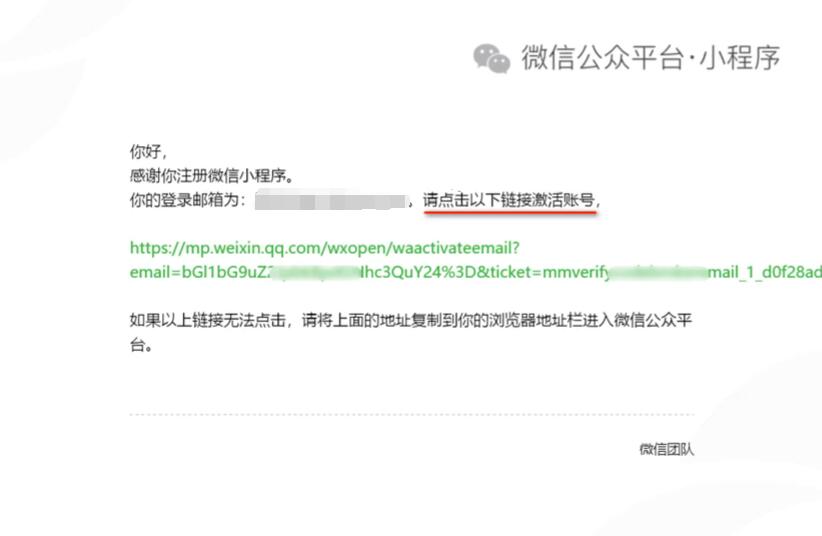 微信公众平台·小程序
你好，
感谢你注册微信小程序。
你的登录邮箱为： ，请点击以下链接激活账号，
https://mp.weixin.qq.com/wxopen/waactivateemail?
email=bGl1bG9uZ lhc3QuY24%3D&ticket=mmverify mail_1_d0f28ad
如果以上链接无法点击，请将上面的地址复制到你的浏览器地址栏进入微信公众平
台。
微信团队